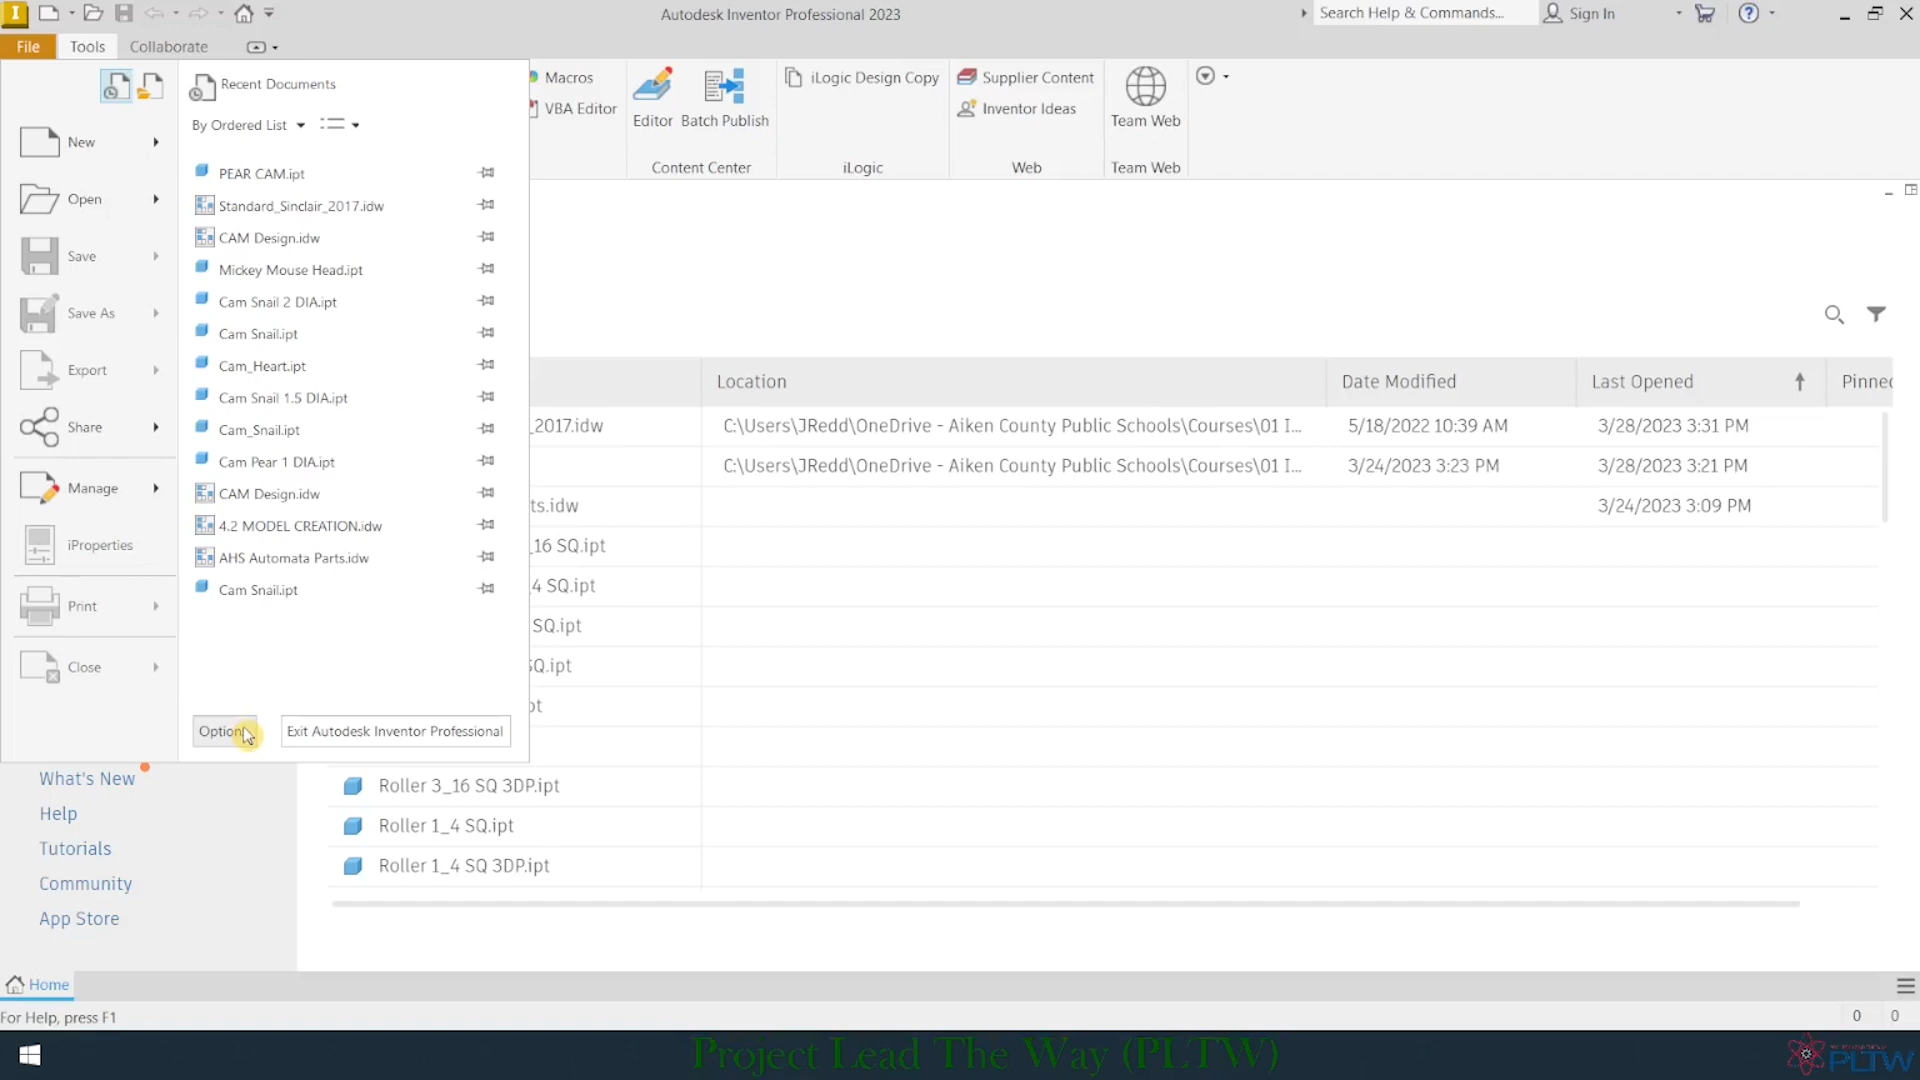 Autodesk Inventor Professional 2023
Search Help & Commands...
Sign In
File
Tools
Collaborate
Recent Documents
By Ordered List
New
Open
Save
Save As
Export
Share
Manage
iProperties
Print
Close
PEAR CAM.ipt
Standard_Sinclair_2017.idw
CAM Design.idw
Mickey Mouse Head.ipt
Cam Snail 2 DIA.ipt
Cam Snail.ipt
Cam_Heart.ipt
Cam Snail 1.5 DIA.ipt
Cam_Snail.ipt
Cam Pear 1 DIA.ipt
CAM Design.idw
4.2 MODEL CREATION.idw
AHS Automata Parts.idw
Cam Snail.ipt
Exit Autodesk Inventor Professional
Macros
VBA Editor
Editor
Batch Publish
Content Center
iLogic Design Copy
iLogic
Supplier Content
Inventor Ideas
Web
Team Web
Team Web
Location
Date Modified
Last Opened
_2017.idw
C:\Users\JRedd\OneDrive - Aiken County Public Schools\Courses\01 I...
5/18/2022 10:39 AM
3/28/2023 3:31 PM
C:\Users\JRedd\OneDrive - Aiken County Public Schools\Courses\01 I...
3/24/2023 3:23 PM
3/28/2023 3:21 PM
ts.idw
3/24/2023 3:09 PM
_16 SQ.ipt
SQ.ipt
SQ.ipt
Roller 3_16 SQ 3DP.ipt
Roller 1_4 SQ.ipt
Roller 1_4 SQ 3DP.ipt
What's New
Help
Tutorials
Community
App Store
Home
For Help, press F1
0
0
Project Lead The Way (PLTW)
PLTW